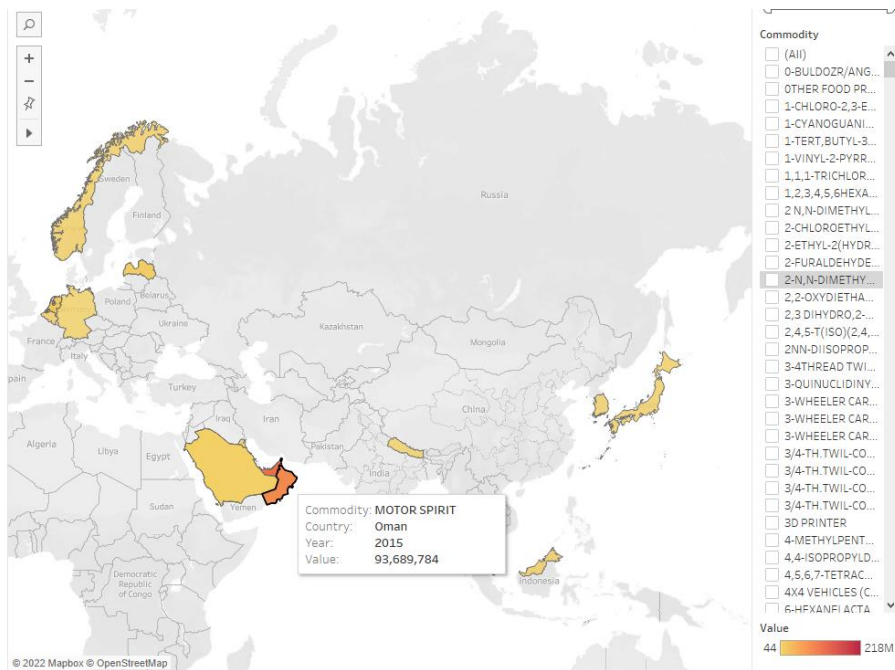 Commodity
(All)
0-BULDOZR/ANG...
0THER FOOD PR...
1-CHLORO-2,3-E...
1-CYANOGUANI...
1-TERT,BUTYL-3...
1-VINYL-2-PYRR...
1,1,1-TRICHLOR...
1,2,3,4,5,6HEXA...
2 N,N-DIMETHYL...
2-CHLOROETHYL...
2-ETHYL-2(HYDR...
2-FURALDEHYDE...
2-N,N-DIMETHY...
2,2-OXYDIETHA...
2,3 DIHYDRO,2-...
2,4,5-T(ISO)(2,4,...
2NN-DIISOPROP...
3-4THREAD TWI...
3-QUINUCLIDINY...
3-WHEELER CAR...
3-WHEELER CAR...
3-WHEELER CAR...
3/4-TH.TWIL-CO...
3/4-TH.TWIL-CO...
3/4-TH.TWIL-CO...
3/4-TH.TWIL-CO...
3D PRINTER
4-METHYLPENT...
4,4-ISOPROPYLD...
4,5,6,7-TETRAC...
4X4 VEHICLES (C...
6-HEXANELACTA
Value
44 218M
Sweden
Finland
Russia
Poland
Belarus
Ukraine
France
Italy
pain
Turkey
Kazakhstan
Mongolia
China
Iraq
Iran
Pakistan
India
Algeria
Libya
Egypt
Sudan
Yemen
Democratic
Republic
of Congo
Indonesia
Commodity: MOTOR SPIRIT
Country: Oman
Year: 2015
Value: 93,689,784
© 2022 Mapbox © OpenStreetMap